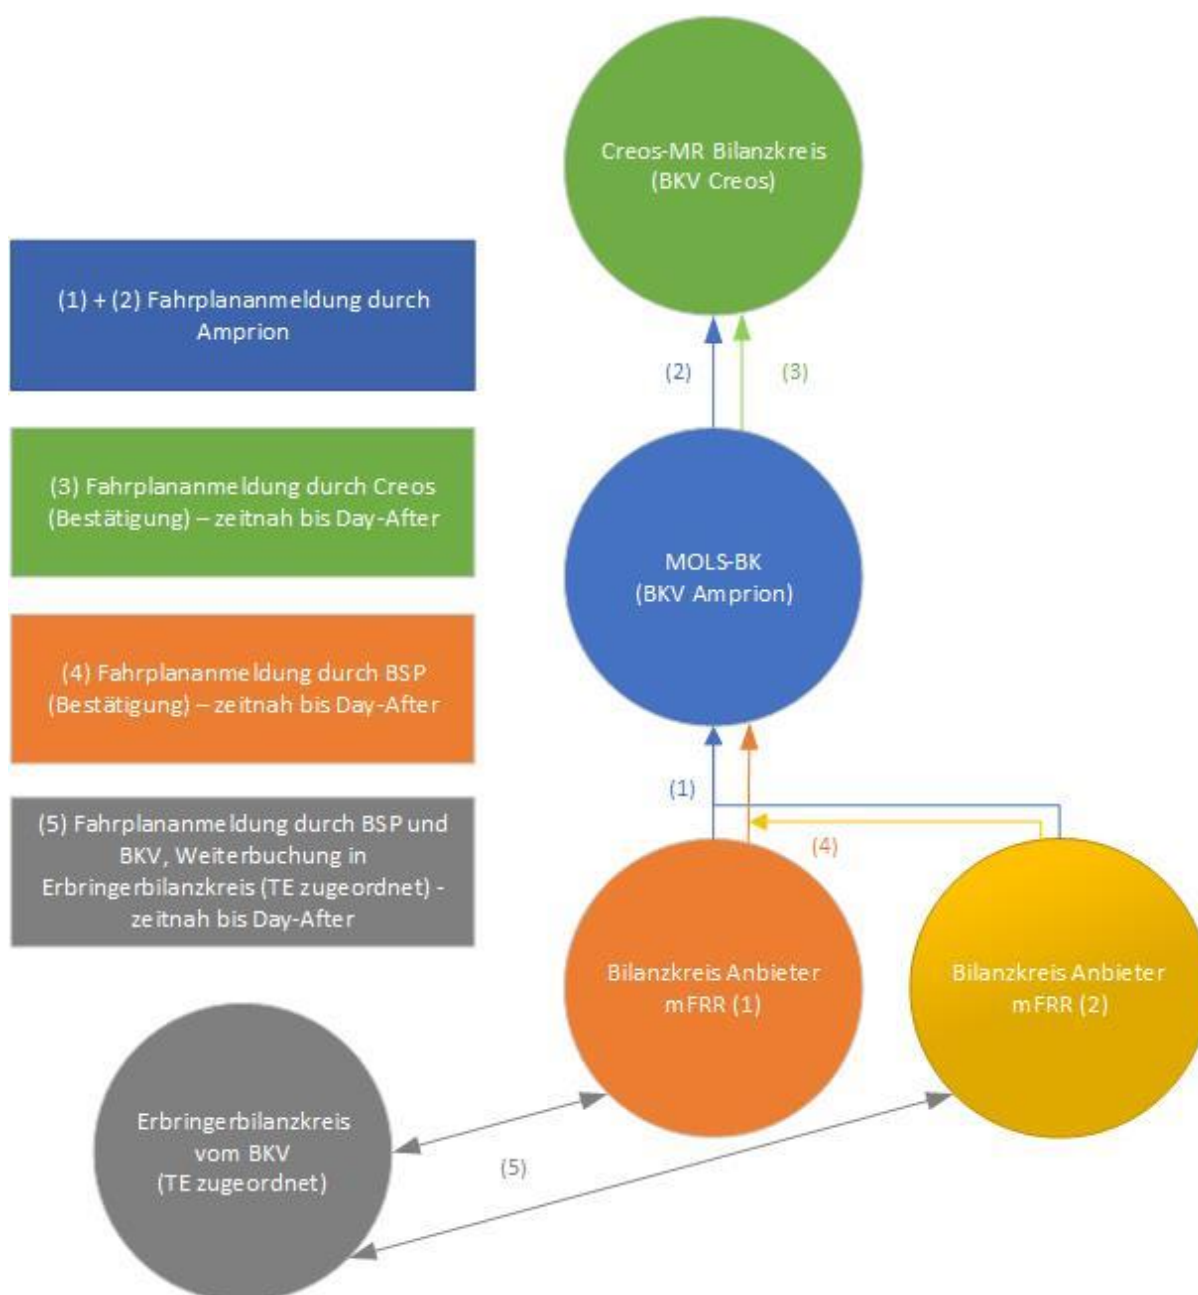 Creos-MR Bilanzkreis
(BKV Creos)
(1) + (2) Fahrplananmeldung durch
Amprion
(2)
(3)
(3) Fahrplananmeldung durch Creos
(Bestätigung) – zeitnah bis Day-After
MOLS-BK
(BKV Amprion)
(4) Fahrplananmeldung durch BSP
(Bestätigung) – zeitnah bis Day-After
(1)
(4)
(5) Fahrplananmeldung durch BSP und
BKV, Weiterbuchung in
Erbringerbilanzkreis (TE zugeordnet) -
zeitnah bis Day-After
Bilanzkreis Anbieter
mFRR (1)
Bilanzkreis Anbieter
mFRR (2)
Erbringerbilanzkreis
vom BKV
(TE zugeordnet)
(5)